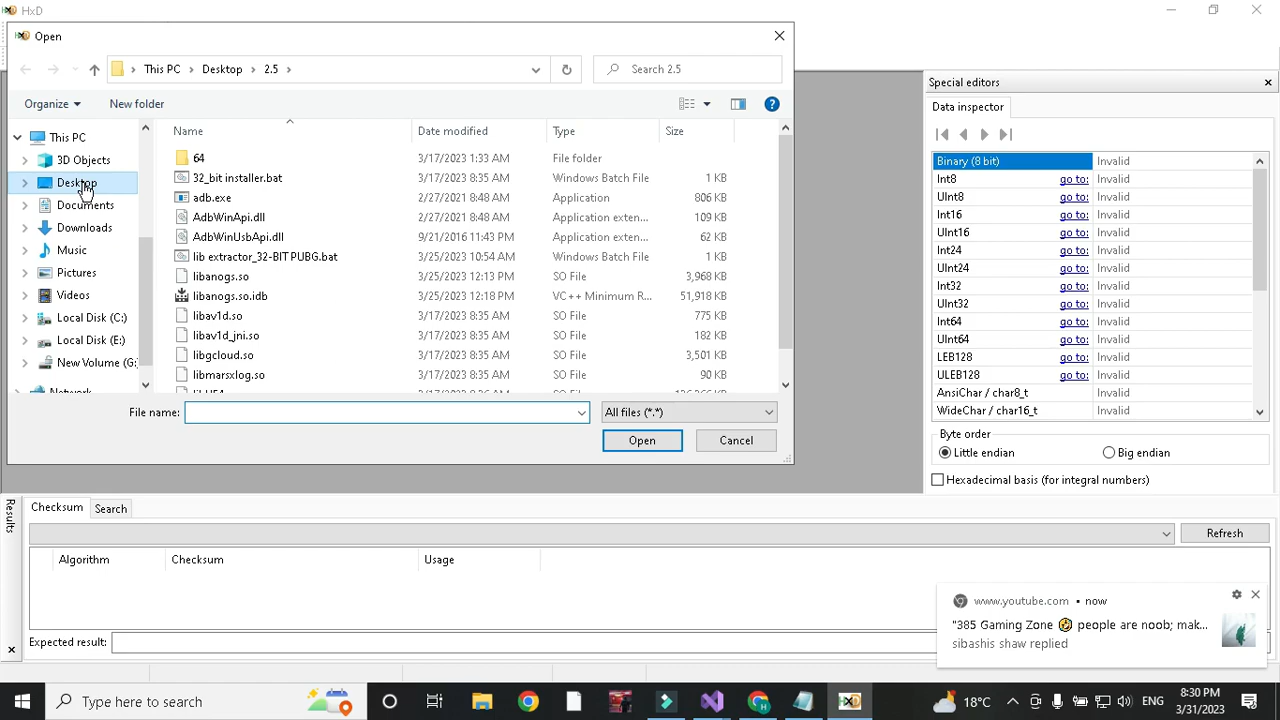 HxD
Open
This PC > Desktop > 2.5 >
Search 2.5
Organize
New folder
This PC
3D Objects
Desktop
Documents
Downloads
Music
Pictures
Videos
Local Disk (C:)
Local Disk (E:)
New Volume (G:
Network
Name Date modified Type Size
64 3/17/2023 1:33 AM File folder
32_bit installer.bat 3/17/2023 8:35 AM Windows Batch File 1 KB
adb.exe 2/27/2021 8:48 AM Application 806 KB
AdbWinApi.dll 2/27/2021 8:48 AM Application exten... 109 KB
AdbWinUsbApi.dll 9/21/2016 11:43 PM Application exten... 62 KB
lib extractor_32-BIT PUBG.bat 3/25/2023 10:54 AM Windows Batch File 1 KB
libanogs.so 3/25/2023 12:13 PM SO File 3,968 KB
libanogs.so.idb 3/25/2023 12:18 PM VC++ Minimum R... 51,918 KB
libav1d.so 3/17/2023 8:35 AM SO File 775 KB
libav1d_jni.so 3/17/2023 8:35 AM SO File 182 KB
libgcloud.so 3/17/2023 8:35 AM SO File 3,501 KB
libmarsxlog.so 3/17/2023 8:35 AM SO File 90 KB
File name:
All files (*.*)
Open
Cancel
Special editors
Data inspector
Binary (8 bit) Invalid
Int8 go to: Invalid
UInt8 go to: Invalid
Int16 go to: Invalid
UInt16 go to: Invalid
Int24 go to: Invalid
UInt24 go to: Invalid
Int32 go to: Invalid
UInt32 go to: Invalid
Int64 go to: Invalid
UInt64 go to: Invalid
LEB128 go to: Invalid
ULEB128 go to: Invalid
AnsiChar / char8_t Invalid
WideChar / char16_t Invalid
Byte order
Little endian Big endian
Hexadecimal basis (for integral numbers)
Results
Checksum Search
Refresh
Algorithm Checksum Usage
Expected result:
www.youtube.com • now
"385 Gaming Zone 🤣 people are noob; mak...
sibashis shaw replied
Type here to search
18°C
ENG
8:30 PM
3/31/2023